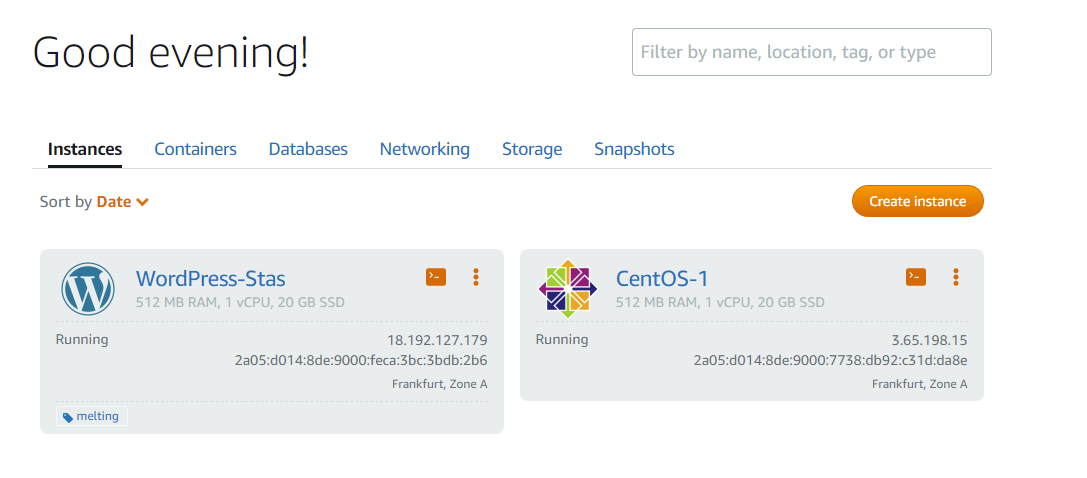 Good evening!
Filter by name, location, tag, or type
Instances Containers Databases Networking Storage Snapshots
Sort by Date
Create instance
WordPress-Stas
512 MB RAM, 1 vCPU, 20 GB SSD
Running
18.192.127.179
2a05:d014:8de:9000:feca:3bc:3bdb:2b6
Frankfurt, Zone A
melting
CentOS-1
512 MB RAM, 1 vCPU, 20 GB SSD
Running
3.65.198.15
2a05:d014:8de:9000:7738:db92:c31d:da8e
Frankfurt, Zone A